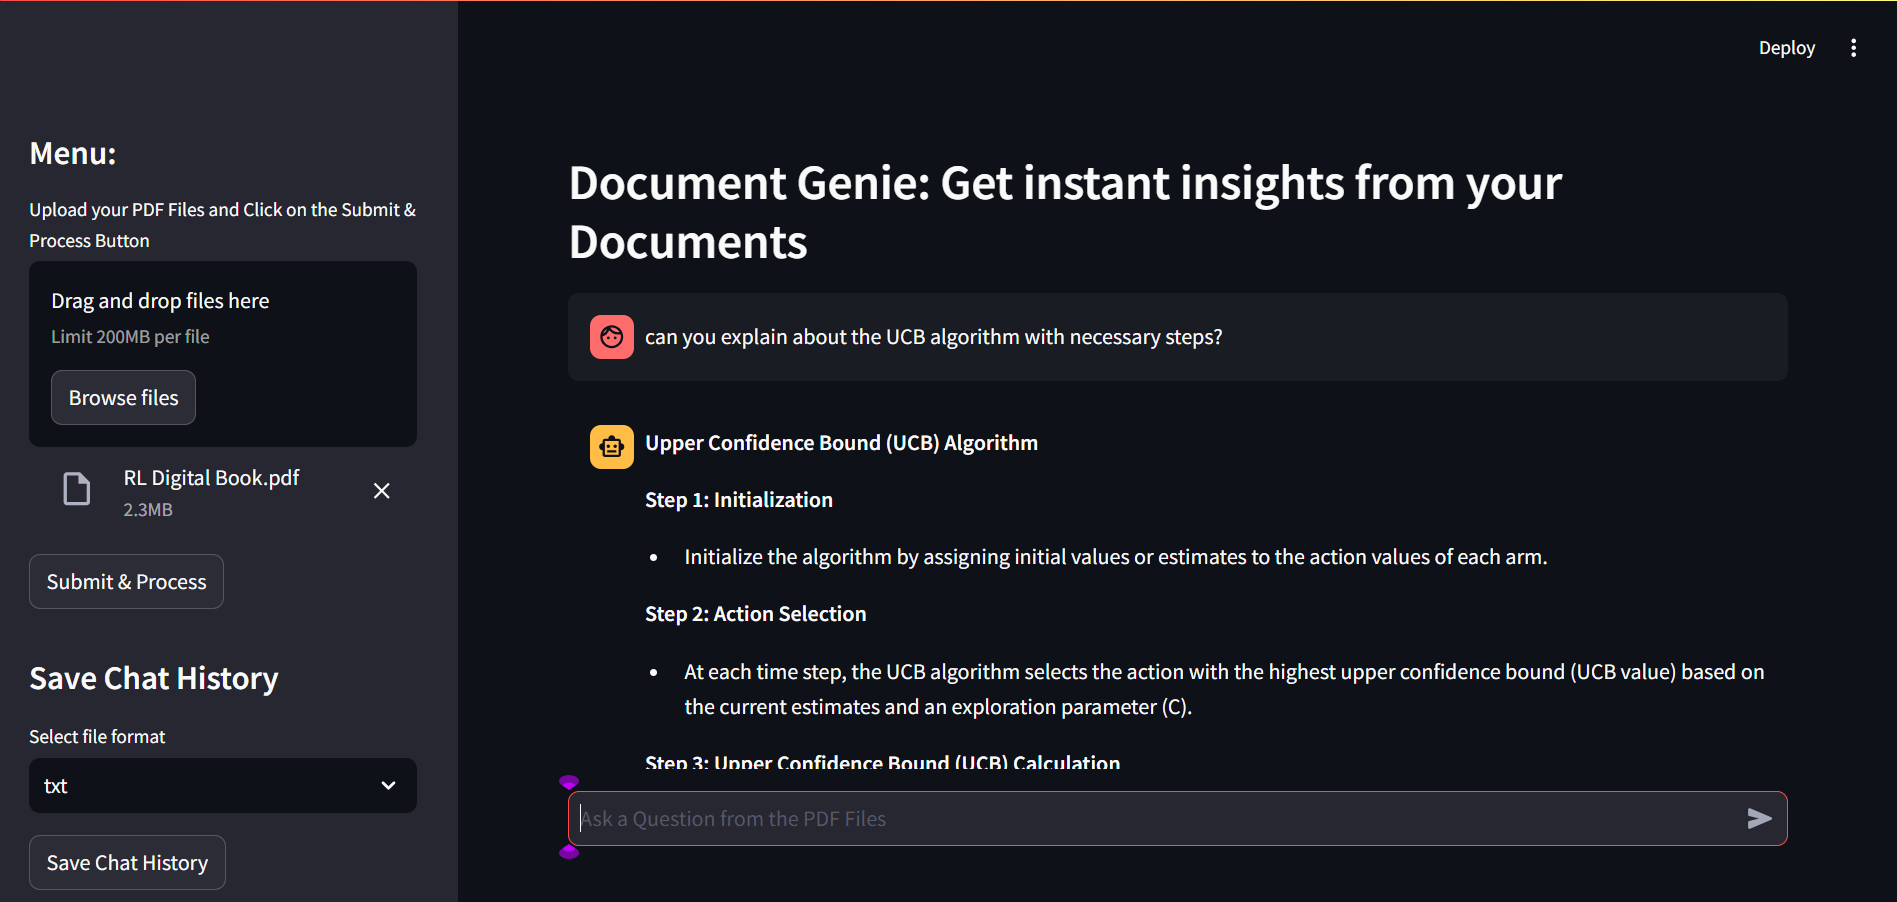 Deploy
Menu:
Upload your PDF Files and Click on the Submit &
Process Button
Drag and drop files here
Limit 200MB per file
Browse files
RL Digital Book.pdf
2.3MB
Submit & Process
Save Chat History
Select file format
txt
Save Chat History
Document Genie: Get instant insights from your
Documents
can you explain about the UCB algorithm with necessary steps?
Upper Confidence Bound (UCB) Algorithm
Step 1: Initialization
• Initialize the algorithm by assigning initial values or estimates to the action values of each arm.
Step 2: Action Selection
• At each time step, the UCB algorithm selects the action with the highest upper confidence bound (UCB value) based on
the current estimates and an exploration parameter (C).
Step 3: Upper Confidence Bound (UCB) Calculation
Ask a Question from the PDF Files